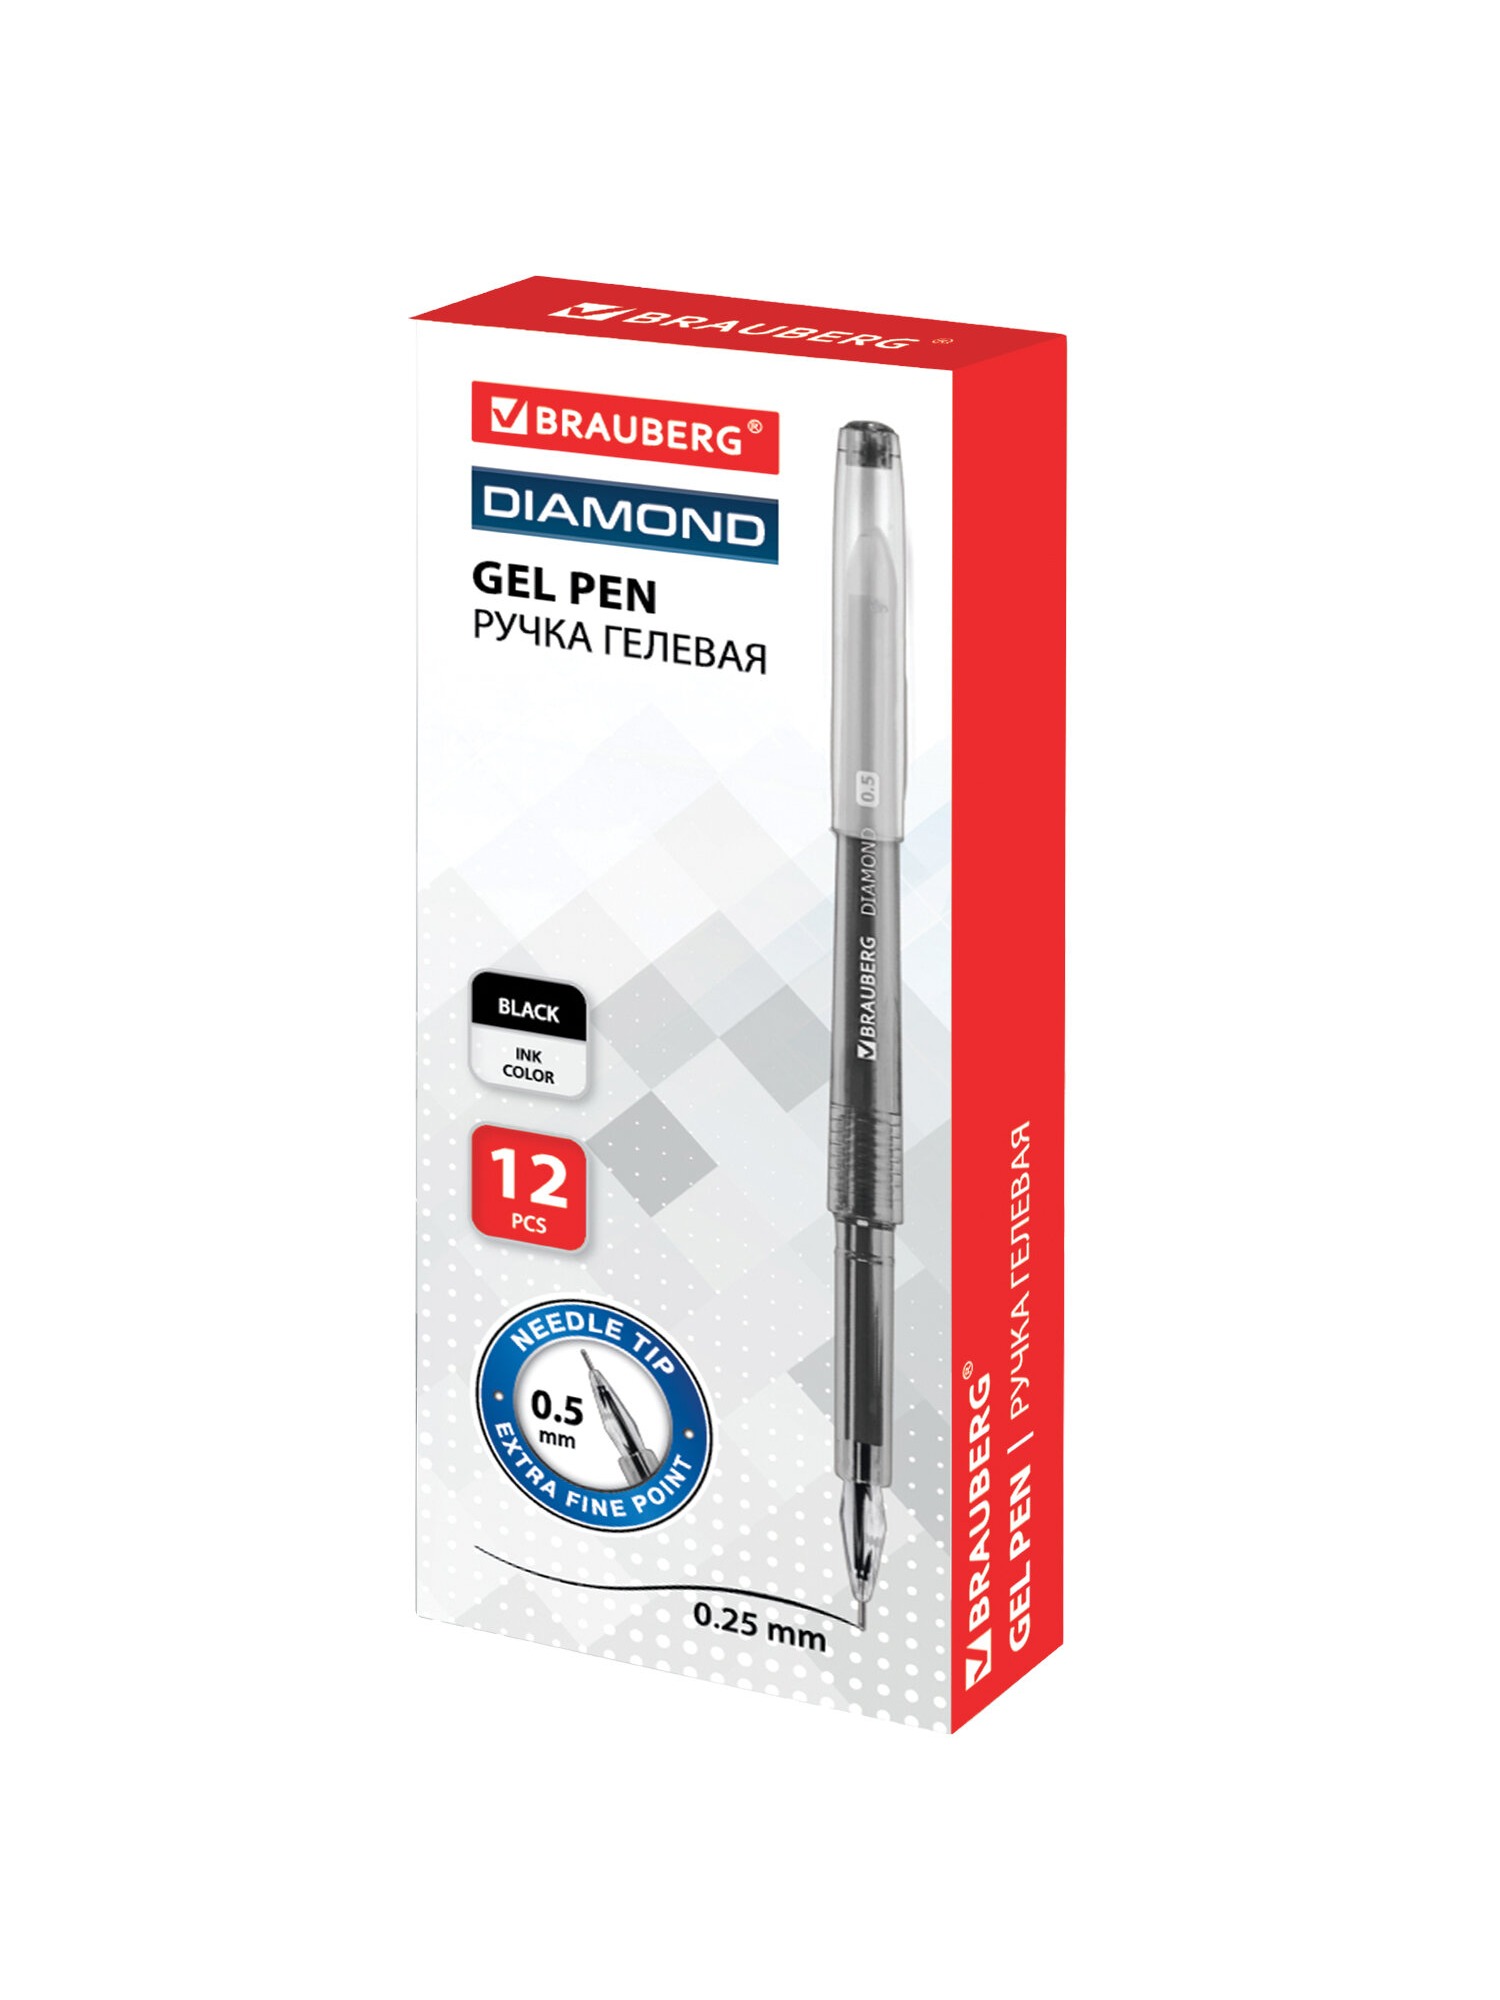 BRAUBERG ®
BRAUBERG®
DIAMOND
GEL PEN
РУЧКА ГЕЛЕВАЯ
0.5
BRAUBERG DIAMOND
BLACK
INK
COLOR
12
PCS
NEEDLE TIP
0.5
mm
EXTRA FINE POINT
0.25 mm
BRAUBERG®
GEL PEN | РУЧКА ГЕЛЕВАЯ